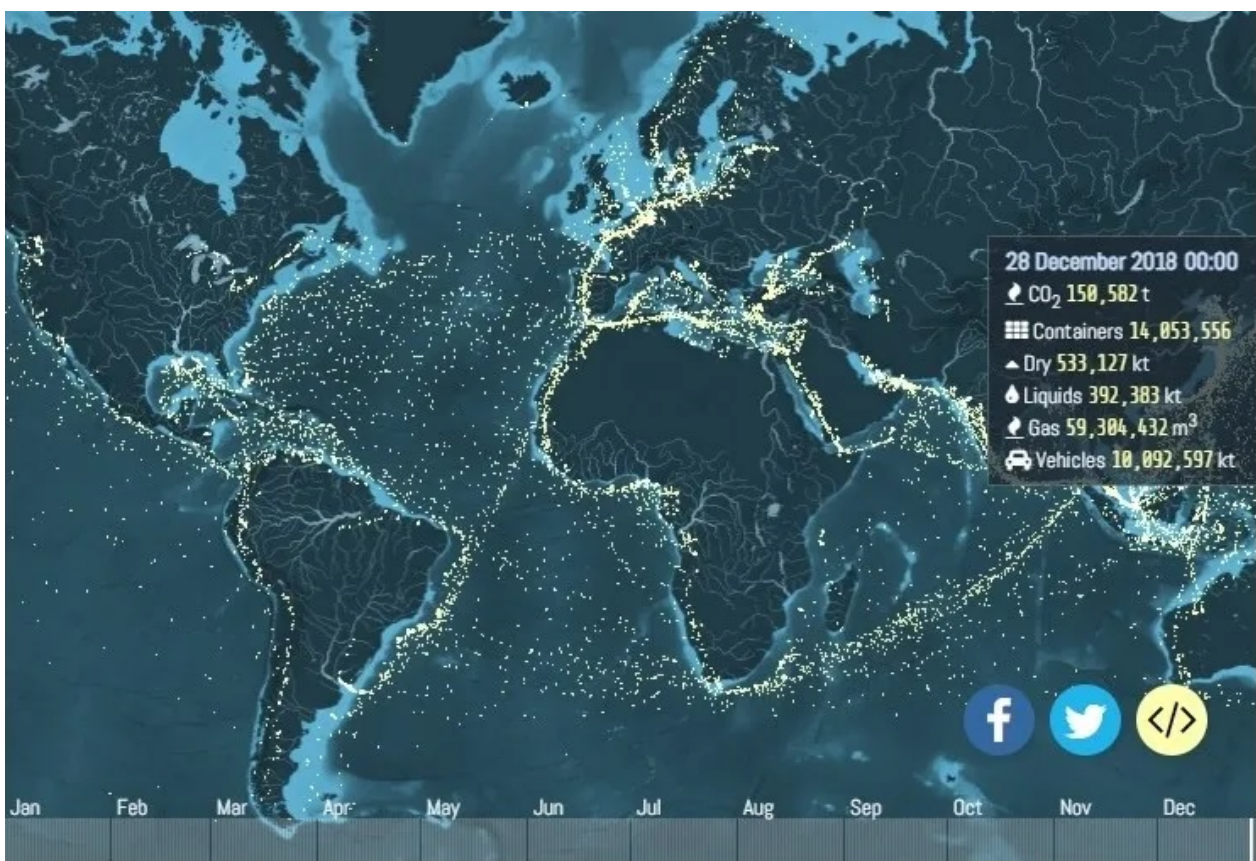 28 December 2018 00:00
CO2 150,582 t
Containers 14,053,556
Dry 533,127 kt
Liquids 392,383 kt
Gas 59,304,432 m³
Vehicles 10,092,597 kt
f
</>
Jan Feb Mar Apr May Jun Jul Aug Sep Oct Nov Dec